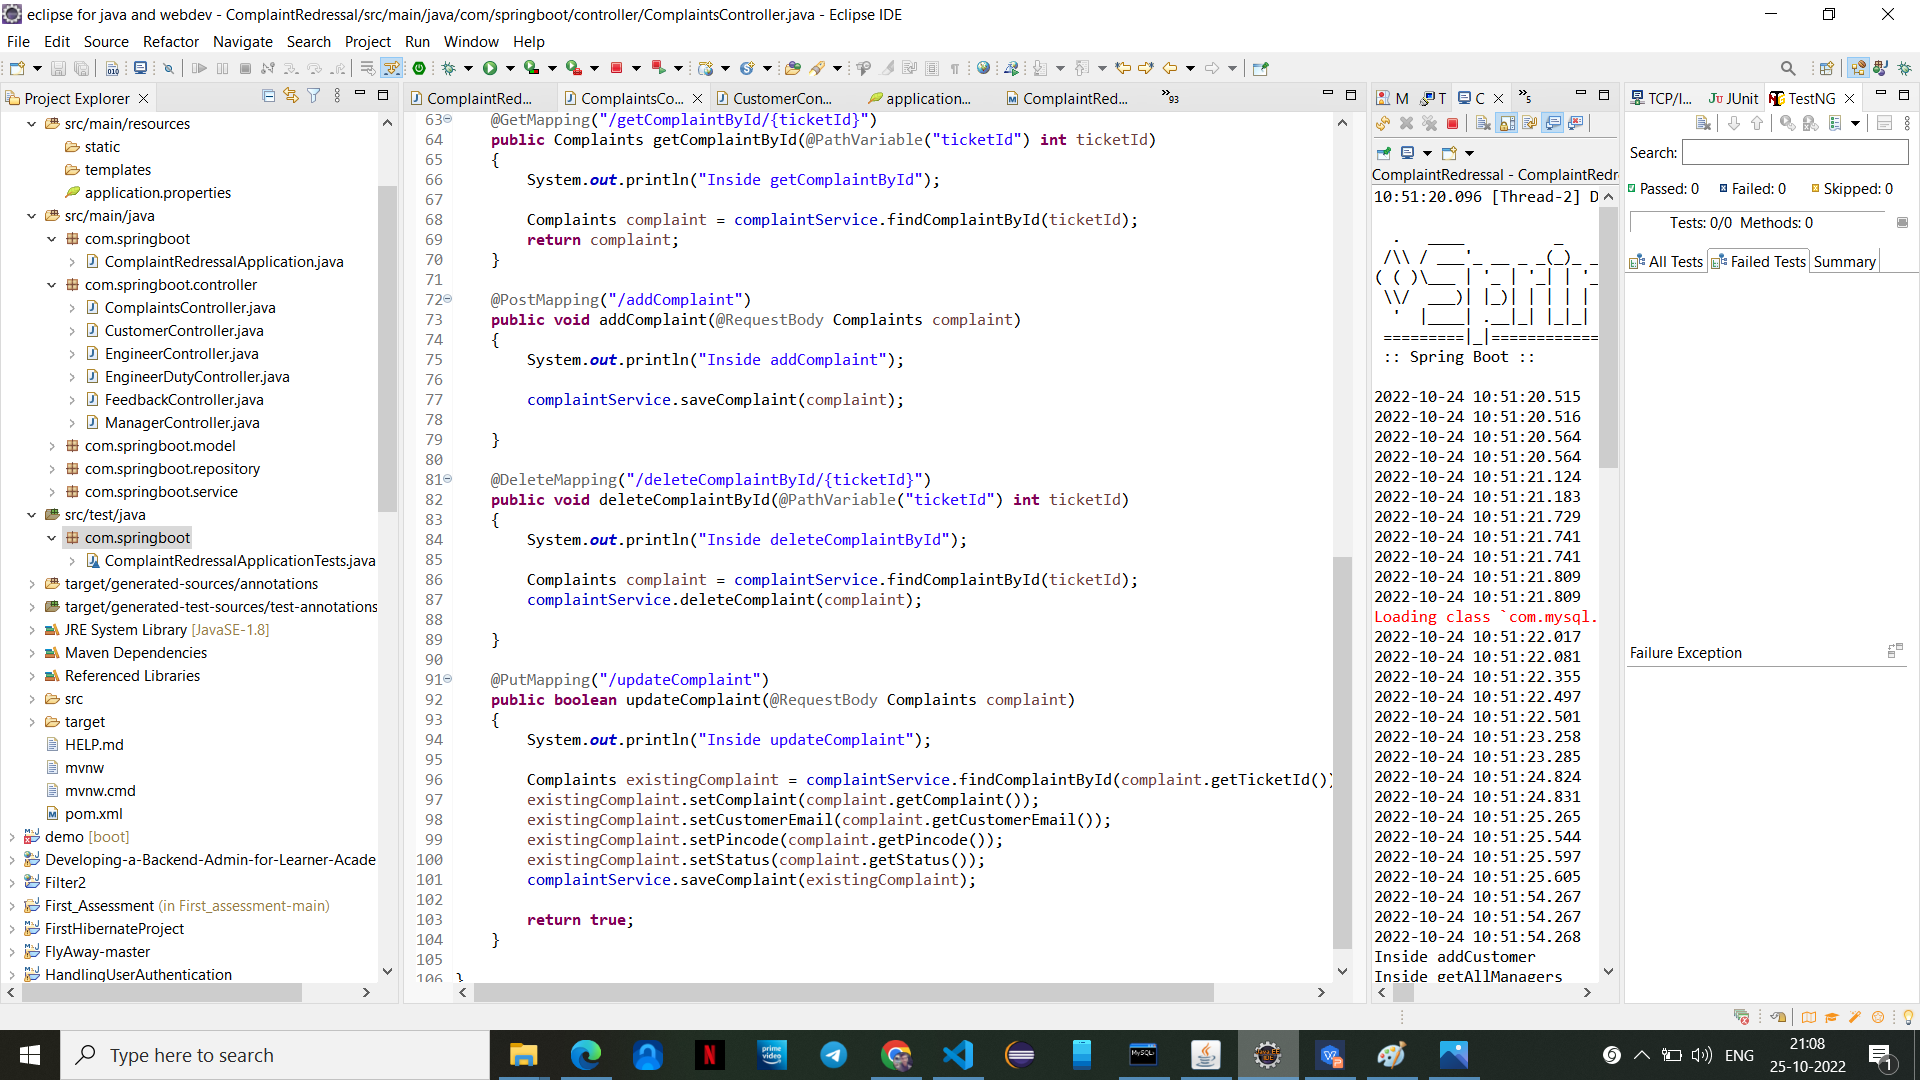 eclipse for java and webdev - ComplaintRedressal/src/main/java/com/springboot/controller/ComplaintsController.java - Eclipse IDE
File Edit Source Refactor Navigate Search Project Run Window Help
Project Explorer
src/main/resources
static
templates
application.properties
src/main/java
com.springboot
ComplaintRedressalApplication.java
com.springboot.controller
ComplaintsController.java
CustomerController.java
EngineerController.java
EngineerDutyController.java
FeedbackController.java
ManagerController.java
com.springboot.model
com.springboot.repository
com.springboot.service
src/test/java
com.springboot
ComplaintRedressalApplicationTests.java
target/generated-sources/annotations
target/generated-test-sources/test-annotations
JRE System Library [JavaSE-1.8]
Maven Dependencies
Referenced Libraries
src
target
HELP.md
mvnw
mvnw.cmd
pom.xml
demo [boot]
Developing-a-Backend-Admin-for-Learner-Acade
Filter2
First_Assessment (in First_assessment-main)
FirstHibernateProject
FlyAway-master
HandlingUserAuthentication
ComplaintRed... ComplaintsCo... CustomerCon... application... ComplaintRed... »93
63 @GetMapping("/getComplaintById/{ticketId}")
64 public Complaints getComplaintById(@PathVariable("ticketId") int ticketId)
65 {
66 System.out.println("Inside getComplaintById");
67
68 Complaints complaint = complaintService.findComplaintById(ticketId);
69 return complaint;
70 }
71
72 @PostMapping("/addComplaint")
73 public void addComplaint(@RequestBody Complaints complaint)
74 {
75 System.out.println("Inside addComplaint");
76
77 complaintService.saveComplaint(complaint);
78
79 }
80
81 @DeleteMapping("/deleteComplaintById/{ticketId}")
82 public void deleteComplaintById(@PathVariable("ticketId") int ticketId)
83 {
84 System.out.println("Inside deleteComplaintById");
85
86 Complaints complaint = complaintService.findComplaintById(ticketId);
87 complaintService.deleteComplaint(complaint);
88
89 }
90
91 @PutMapping("/updateComplaint")
92 public boolean updateComplaint(@RequestBody Complaints complaint)
93 {
94 System.out.println("Inside updateComplaint");
95
96 Complaints existingComplaint = complaintService.findComplaintById(complaint.getTicketId())
97 existingComplaint.setComplaint(complaint.getComplaint());
98 existingComplaint.setCustomerEmail(complaint.getCustomerEmail());
99 existingComplaint.setPincode(complaint.getPincode());
100 existingComplaint.setStatus(complaint.getStatus());
101 complaintService.saveComplaint(existingComplaint);
102
103 return true;
104 }
105
106 }
M T C »5
ComplaintRedressal - ComplaintRedre
10:51:20.096 [Thread-2] D
:: Spring Boot ::
2022-10-24 10:51:20.515
2022-10-24 10:51:20.516
2022-10-24 10:51:20.564
2022-10-24 10:51:20.564
2022-10-24 10:51:21.124
2022-10-24 10:51:21.183
2022-10-24 10:51:21.729
2022-10-24 10:51:21.741
2022-10-24 10:51:21.741
2022-10-24 10:51:21.809
2022-10-24 10:51:21.809
Loading class `com.mysql.
2022-10-24 10:51:22.017
2022-10-24 10:51:22.081
2022-10-24 10:51:22.355
2022-10-24 10:51:22.497
2022-10-24 10:51:22.501
2022-10-24 10:51:23.258
2022-10-24 10:51:23.285
2022-10-24 10:51:24.824
2022-10-24 10:51:24.831
2022-10-24 10:51:25.265
2022-10-24 10:51:25.544
2022-10-24 10:51:25.597
2022-10-24 10:51:25.605
2022-10-24 10:51:54.267
2022-10-24 10:51:54.267
2022-10-24 10:51:54.268
Inside addCustomer
Inside getAllManagers
TCP/I... JUnit TestNG
Search:
Passed: 0 Failed: 0 Skipped: 0
Tests: 0/0 Methods: 0
All Tests Failed Tests Summary
Failure Exception
Type here to search
prime video
MySQL
ENG
21:08
25-10-2022
1